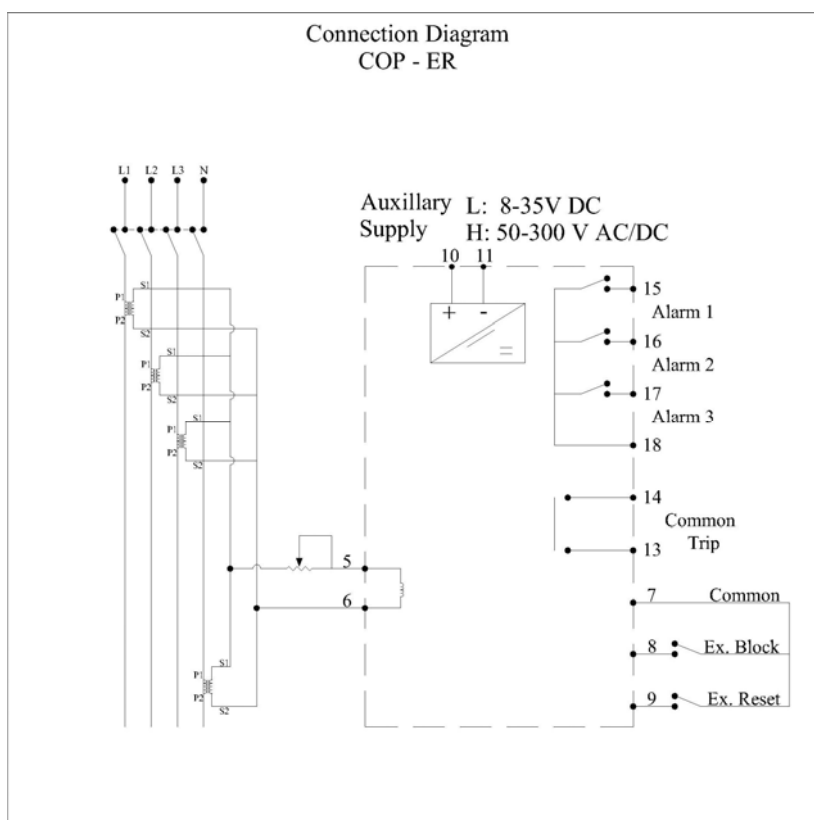 Connection Diagram
COP - ER
L1 L2 L3 N
Auxillary L: 8-35V DC
Supply H: 50-300 V AC/DC
10 11
+ -
15
Alarm 1
16
Alarm 2
17
Alarm 3
18
14
Common
Trip
13
S1
P1
P2
S2
S1
P1
P2
S2
S1
P1
P2
S2
5
6
7 Common
8 Ex. Block
9 Ex. Reset
S1
P1
P2
S2